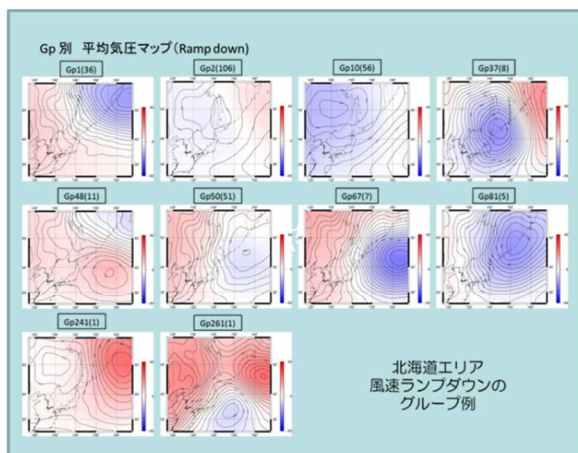 Gp 別 平均気圧マップ(Ramp down)
Gp1(36)
Gp2(106)
Gp10(56)
Gp37(8)
Gp48(11)
Gp50(51)
Gp67(7)
Gp81(5)
Gp241(1)
Gp261(1)
北海道エリア
風速ランプダウンの
グループ例